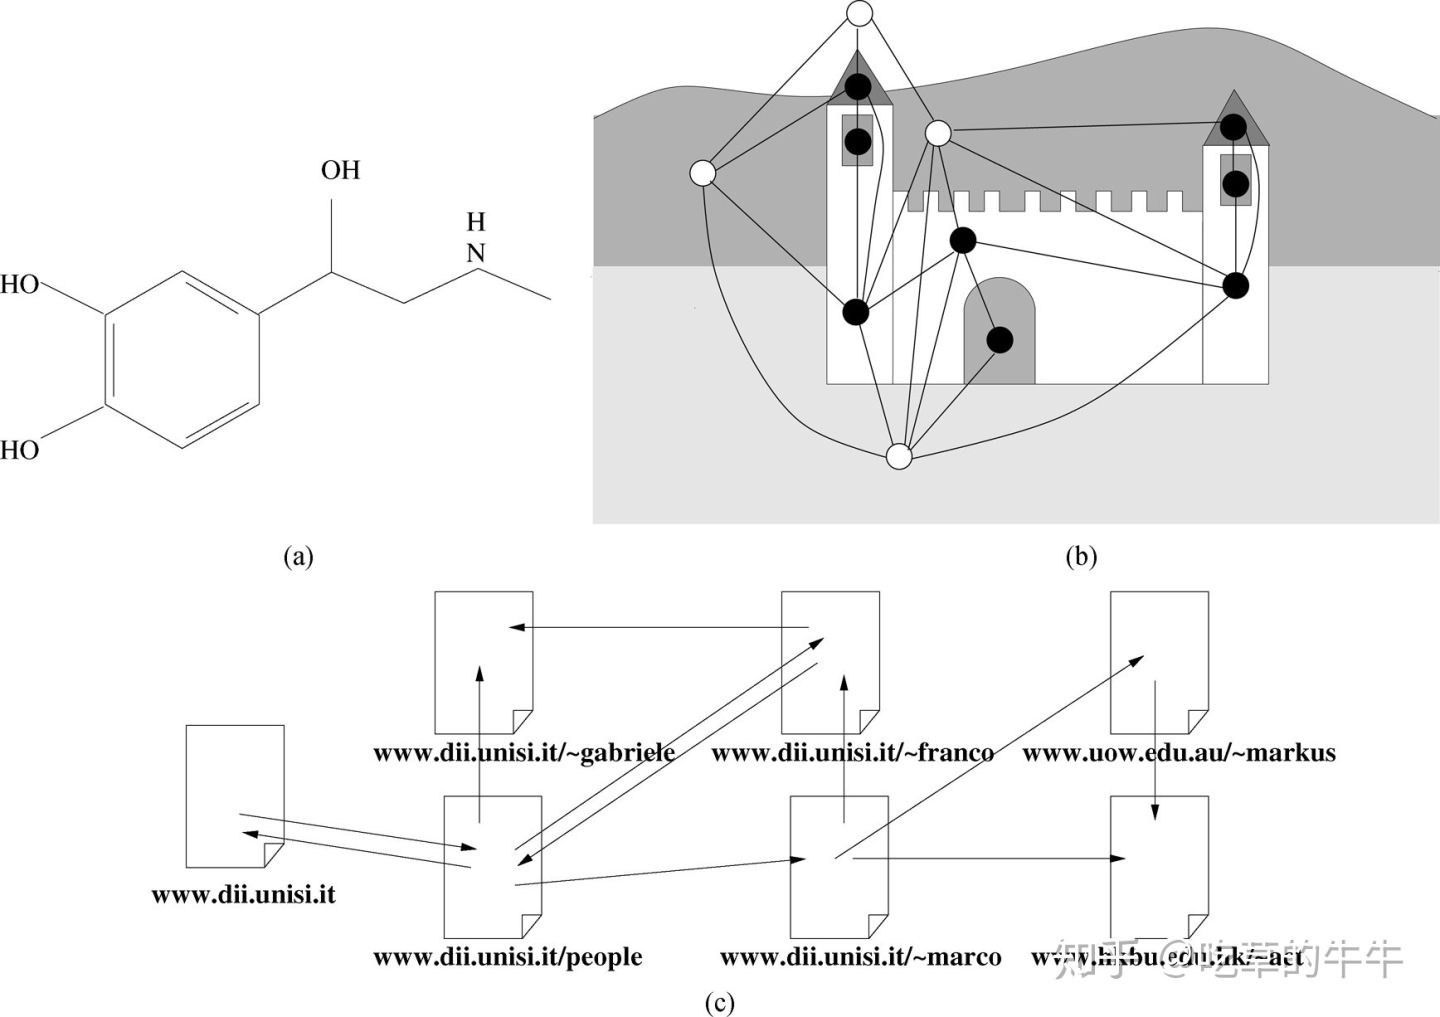 OH
H
N
HO
HO
(a)
(b)
www.dii.unisi.it/~gabriele
www.dii.unisi.it/~franco
www.uow.edu.au/~markus
www.dii.unisi.it
www.dii.unisi.it/people
www.dii.unisi.it/~marco
www.hkbu.edu.hk/~act
知乎 @吃草的牛牛
(c)